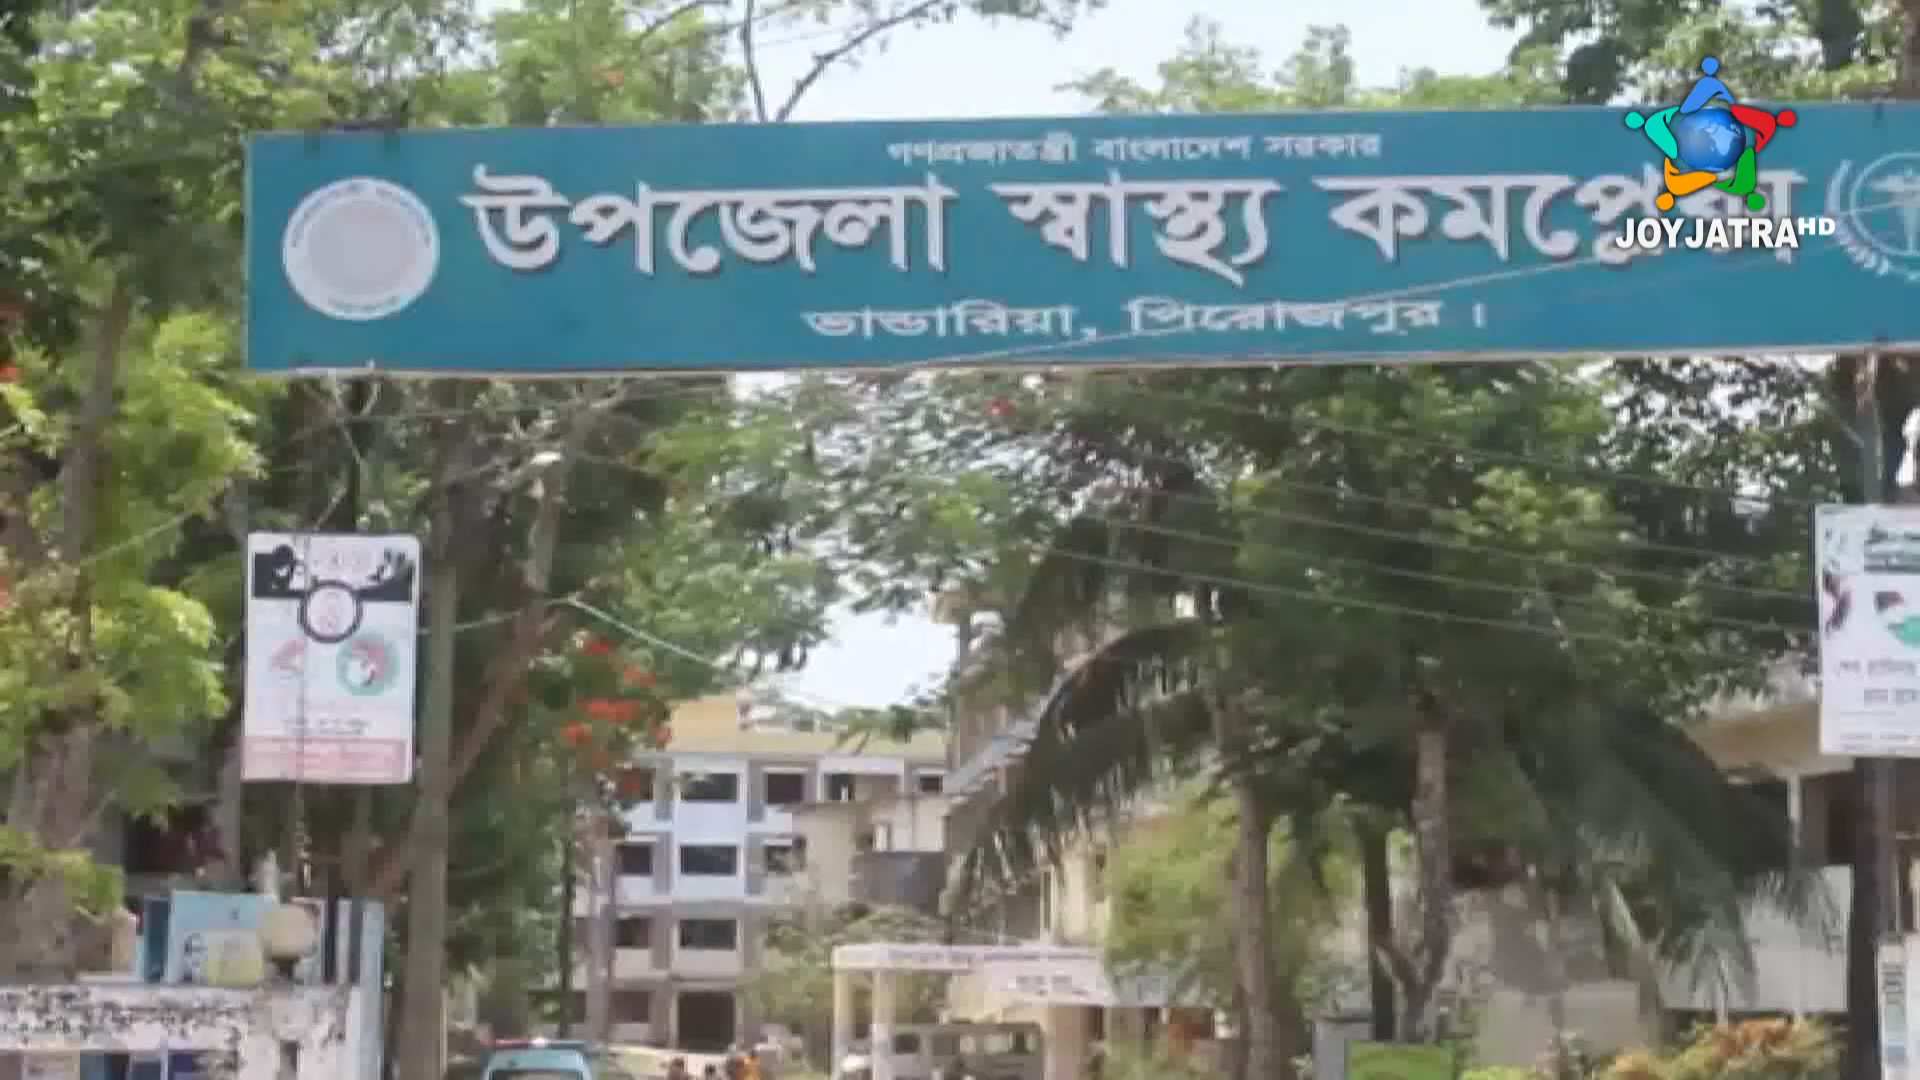 গণপ্রজাতন্ত্রী বাংলাদেশ সরকার
উপজেলা স্বাস্থ্য কমপ্লেক্স
ভান্ডারিয়া, পিরোজপুর।
JOYJATRA HD